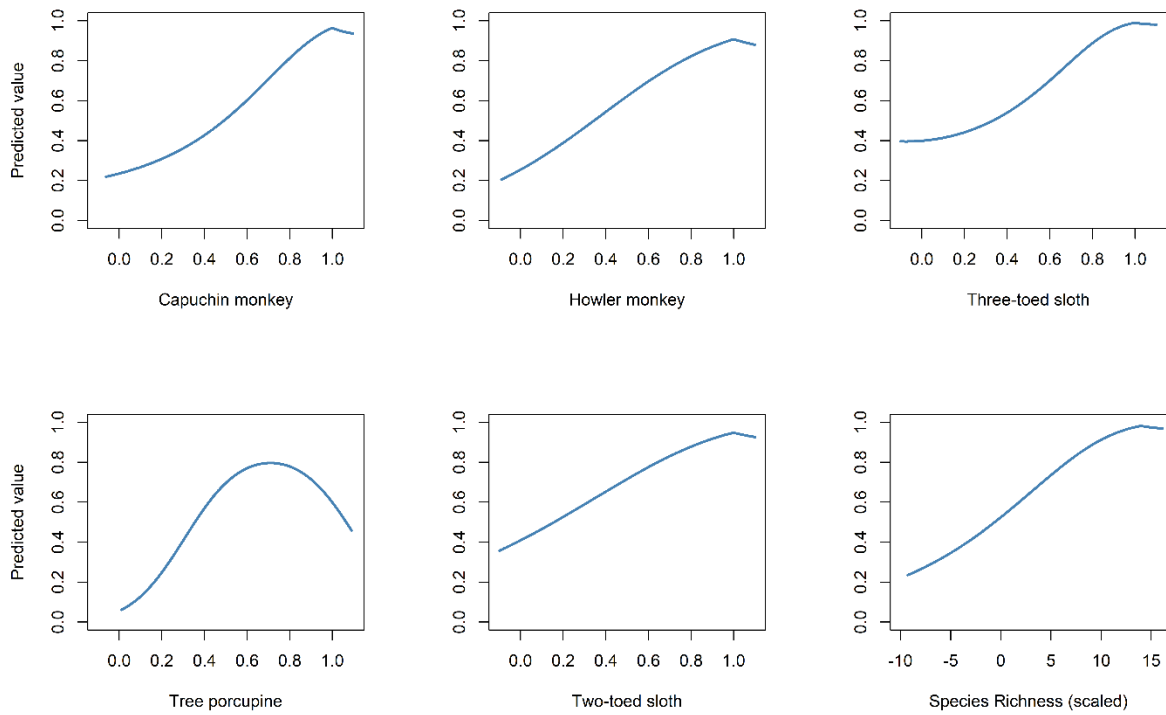 Predicted value
0.0 0.2 0.4 0.6 0.8 1.0
0.0 0.2 0.4 0.6 0.8 1.0
Capuchin monkey
0.0 0.2 0.4 0.6 0.8 1.0
0.0 0.2 0.4 0.6 0.8 1.0
Howler monkey
0.0 0.2 0.4 0.6 0.8 1.0
0.0 0.2 0.4 0.6 0.8 1.0
Three-toed sloth
Predicted value
0.0 0.2 0.4 0.6 0.8 1.0
0.0 0.2 0.4 0.6 0.8 1.0
Tree porcupine
0.0 0.2 0.4 0.6 0.8 1.0
0.0 0.2 0.4 0.6 0.8 1.0
Two-toed sloth
0.0 0.2 0.4 0.6 0.8 1.0
-10 -5 0 5 10 15
Species Richness (scaled)